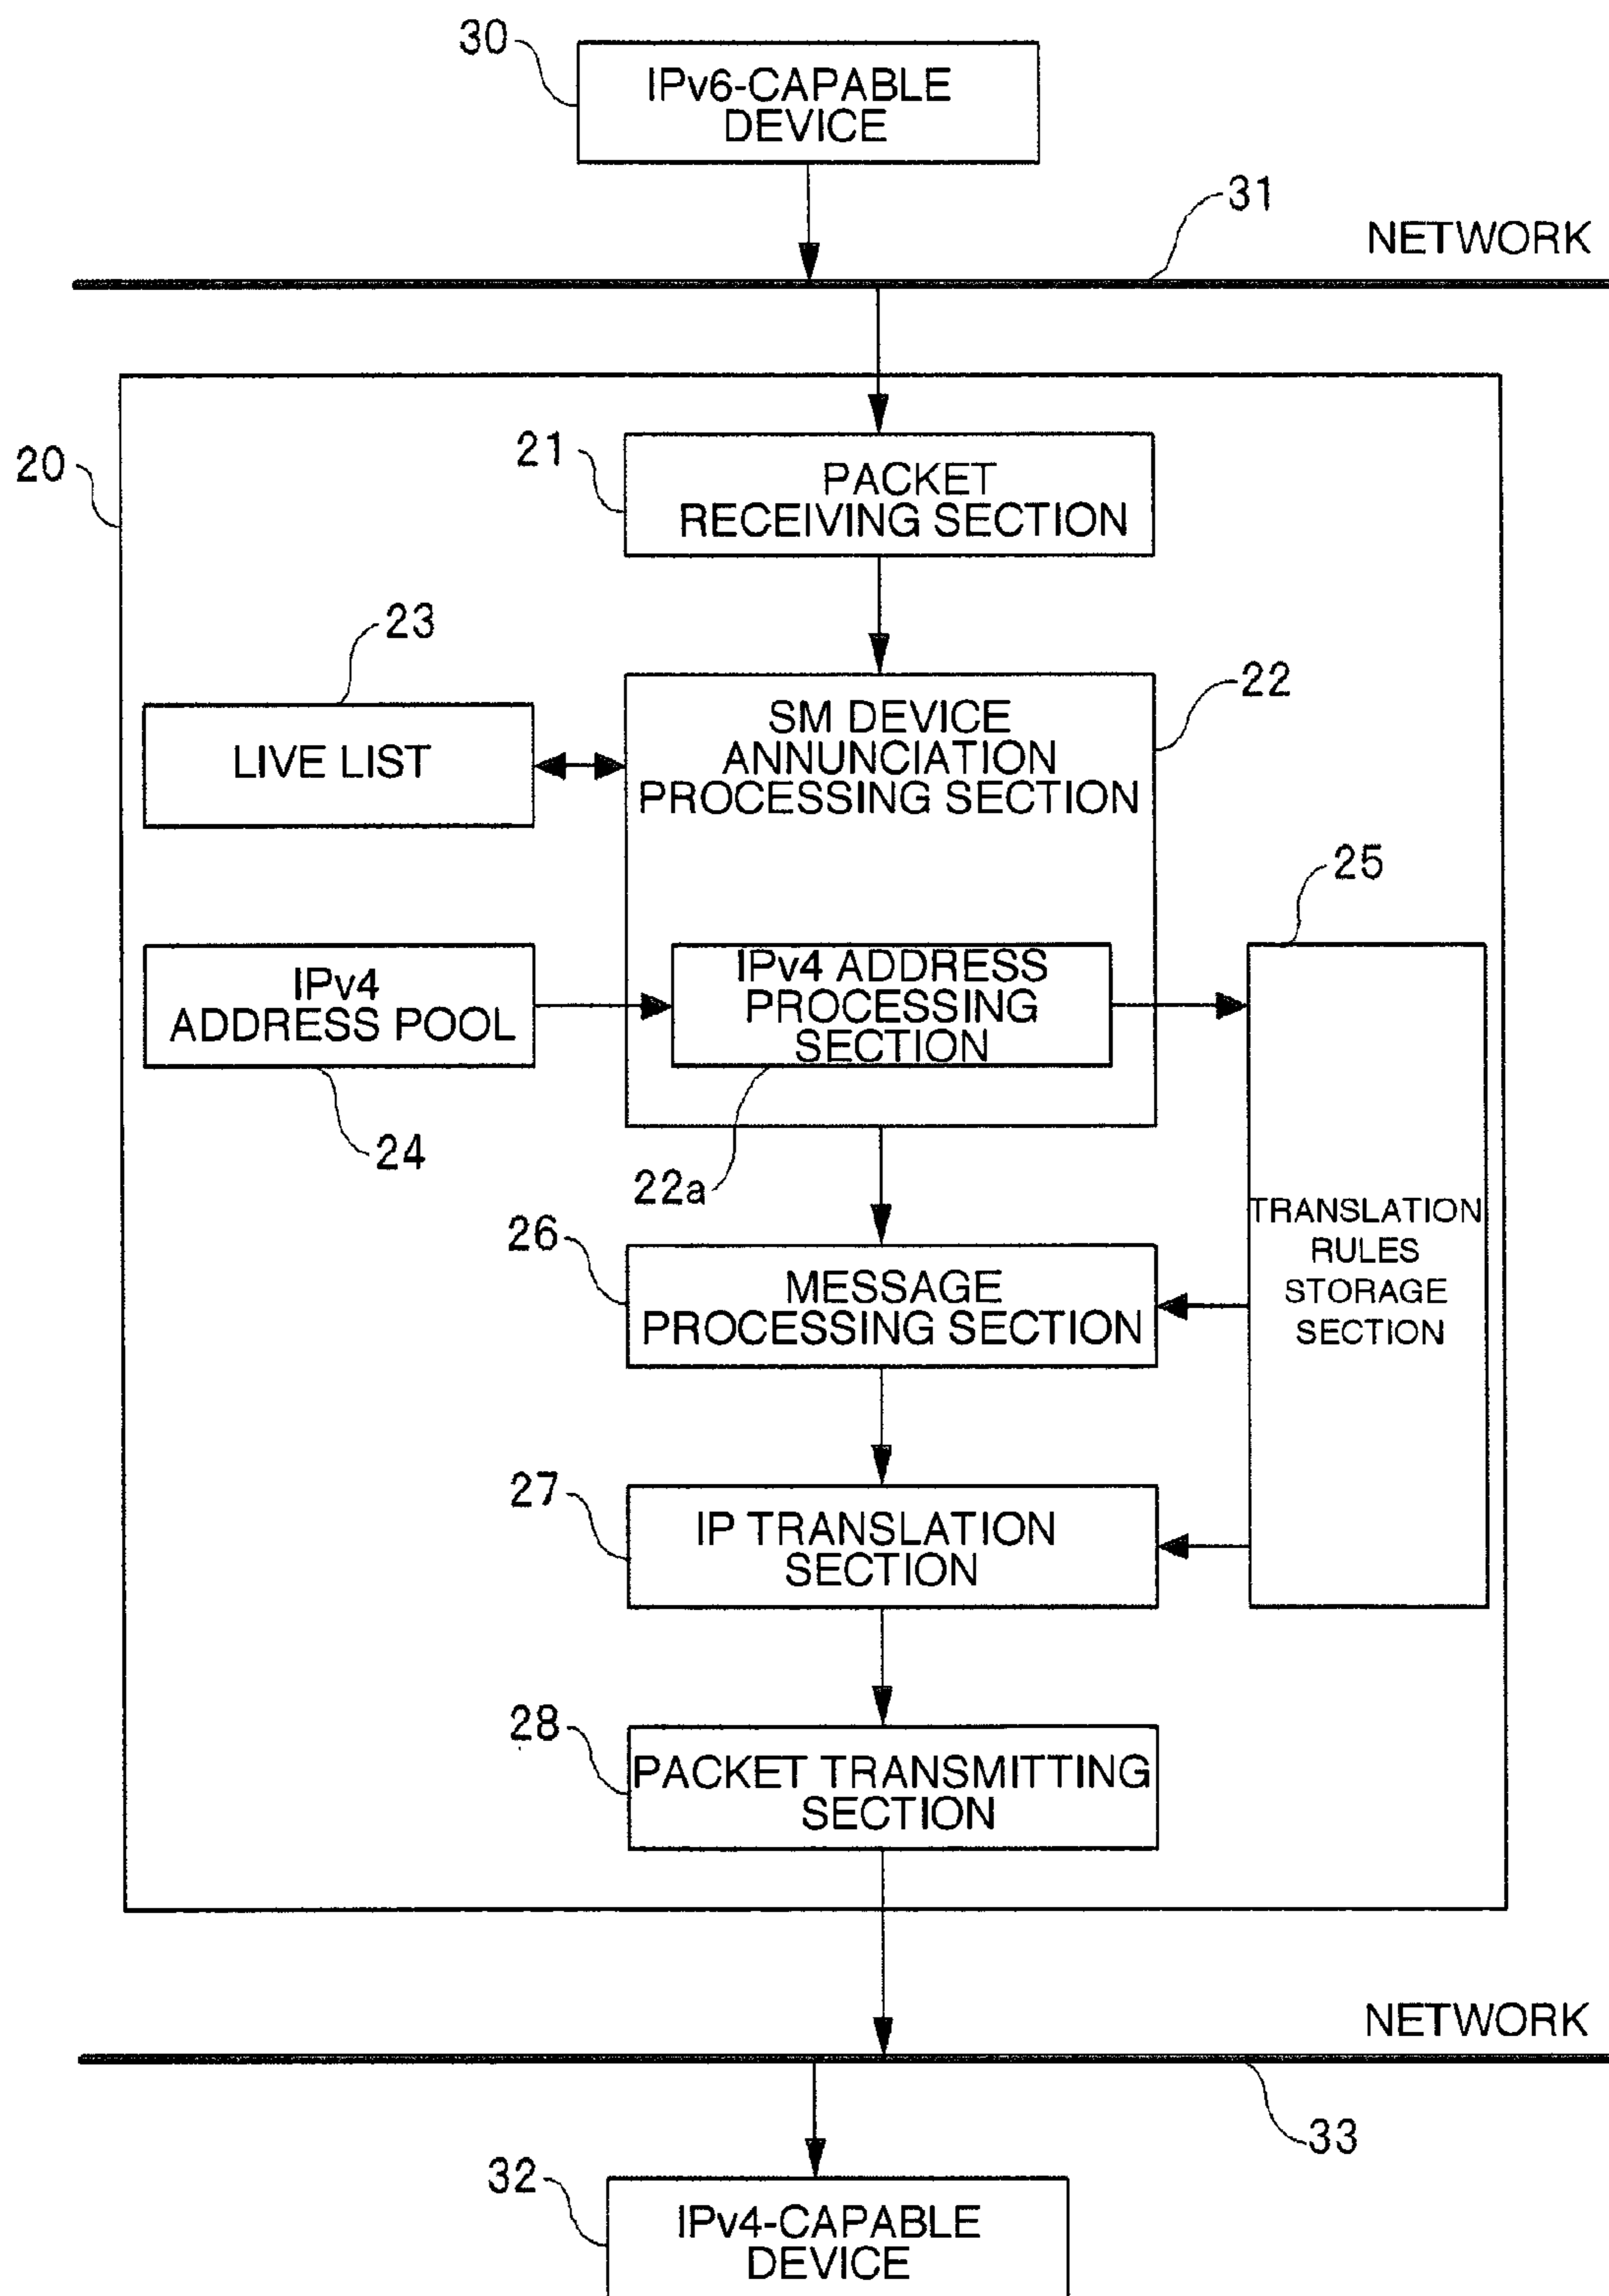 30
IPv6-CAPABLE
DEVICE
31
NETWORK
20
21
PACKET
RECEIVING SECTION
23
22
LIVE LIST
SM DEVICE
ANNUNCIATION
PROCESSING SECTION
25
IPv4
ADDRESS POOL
24
IPv4 ADDRESS
PROCESSING
SECTION
22a
TRANSLATION
RULES
STORAGE
SECTION
26
MESSAGE
PROCESSING SECTION
27
IP TRANSLATION
SECTION
28
PACKET TRANSMITTING
SECTION
NETWORK
33
32
IPv4-CAPABLE
DEVICE